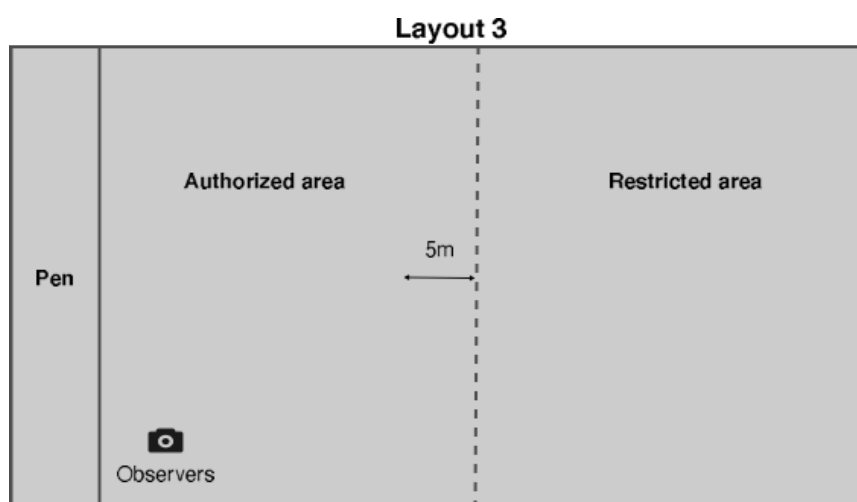 Layout 3
Authorized area
Restricted area
5m
Pen
Observers